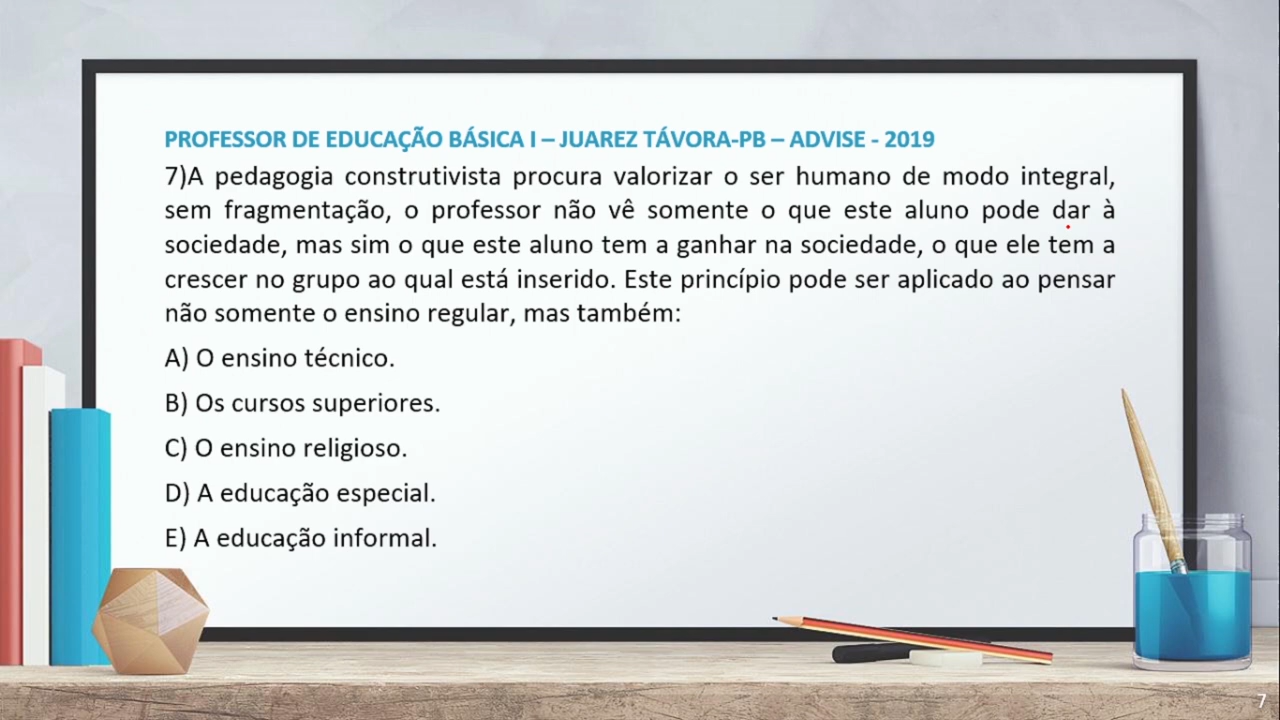 PROFESSOR DE EDUCAÇÃO BÁSICA I – JUAREZ TÁVORA-PB – ADVISE - 2019
7)A pedagogia construtivista procura valorizar o ser humano de modo integral,
sem fragmentação, o professor não vê somente o que este aluno pode dar à
sociedade, mas sim o que este aluno tem a ganhar na sociedade, o que ele tem a
crescer no grupo ao qual está inserido. Este princípio pode ser aplicado ao pensar
não somente o ensino regular, mas também:
A) O ensino técnico.
B) Os cursos superiores.
C) O ensino religioso.
D) A educação especial.
E) A educação informal.
7